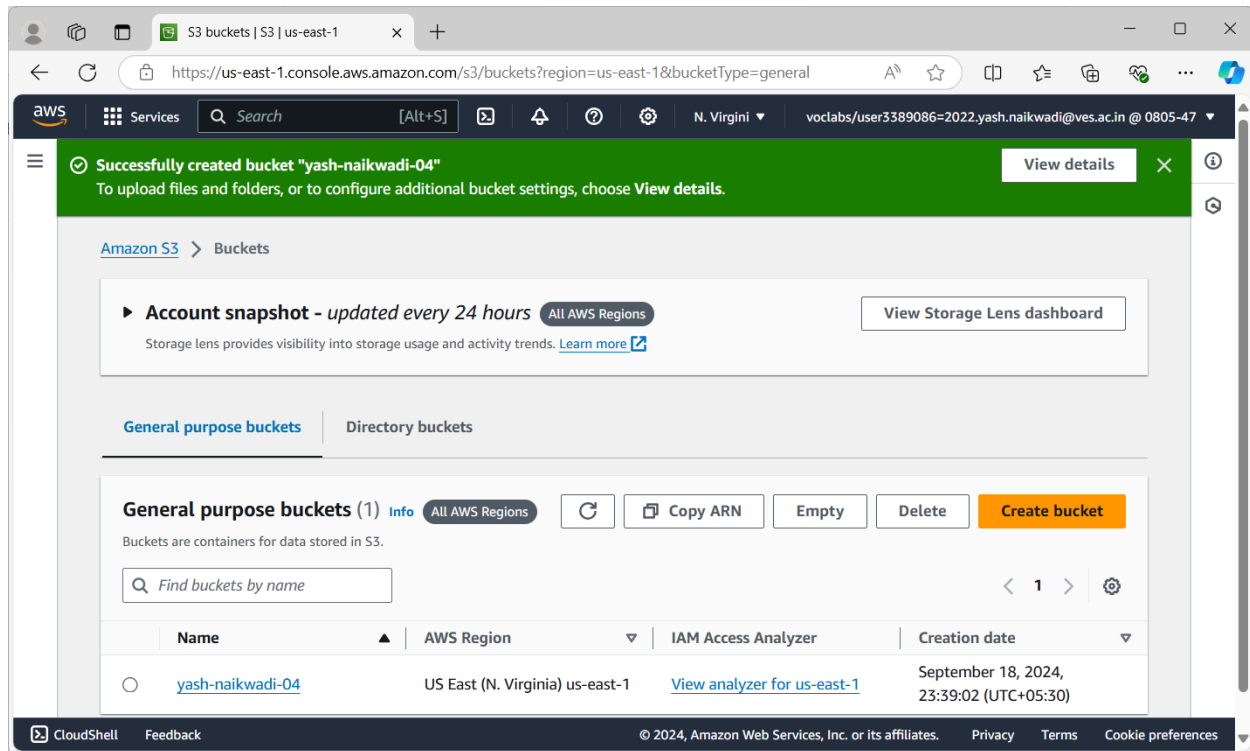 S3 buckets | S3 | us-east-1
https://us-east-1.console.aws.amazon.com/s3/buckets?region=us-east-1&bucketType=general
aws Services Search [Alt+S] N. Virgini voclabs/user3389086=2022.yash.naikwadi@ves.ac.in @ 0805-47
Successfully created bucket "yash-naikwadi-04" View details
To upload files and folders, or to configure additional bucket settings, choose View details.
Amazon S3 > Buckets
Account snapshot - updated every 24 hours All AWS Regions View Storage Lens dashboard
Storage lens provides visibility into storage usage and activity trends. Learn more
General purpose buckets Directory buckets
General purpose buckets (1) Info All AWS Regions Copy ARN Empty Delete Create bucket
Buckets are containers for data stored in S3.
Find buckets by name 1
Name AWS Region IAM Access Analyzer Creation date
yash-naikwadi-04 US East (N. Virginia) us-east-1 View analyzer for us-east-1 September 18, 2024,
23:39:02 (UTC+05:30)
CloudShell Feedback © 2024, Amazon Web Services, Inc. or its affiliates. Privacy Terms Cookie preferences